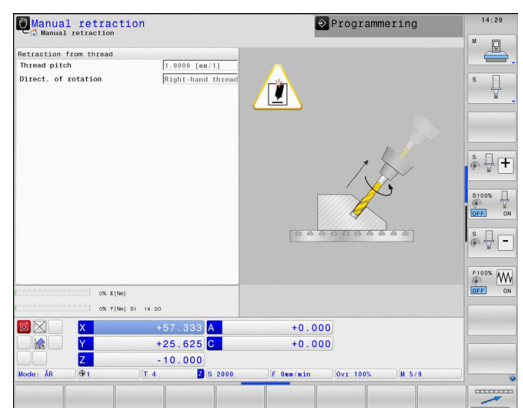 Manual retraction
Manual retraction
Programmering
14:20
Retraction from thread
Thread pitch 1.0000 [mm/1]
Direct. of rotation Right-hand thread
M
S
S
+
S100%
OFF ON
S
-
F100%
OFF ON
0% X[Nm]
0% Y[Nm] S1 14:20
X +57.333 A +0.000
Y +25.625 C +0.000
Z -10.000
Mode: ÄR 1 T 4 Z S 2000 F 0mm/min Ovr 100% M 5/9